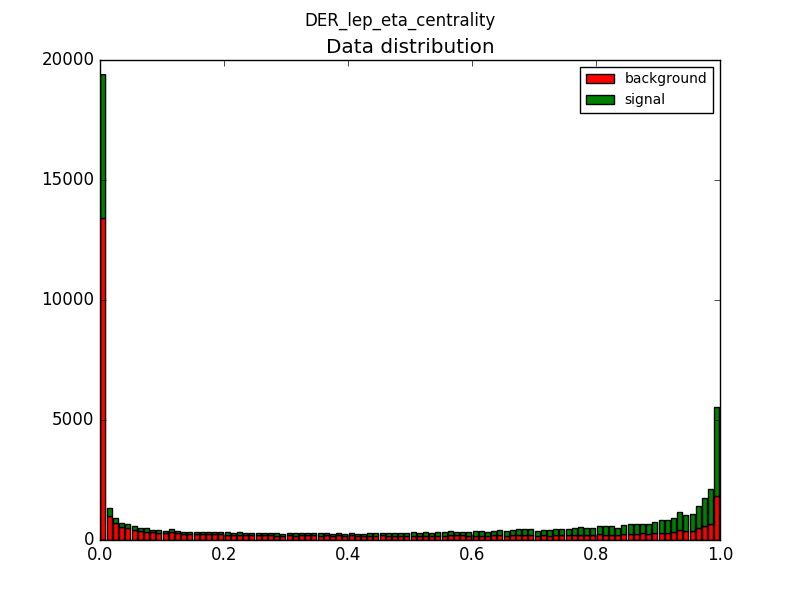 DER_lep_eta_centrality
Data distribution
20000
15000
10000
5000
0
0.0 0.2 0.4 0.6 0.8 1.0
background
signal